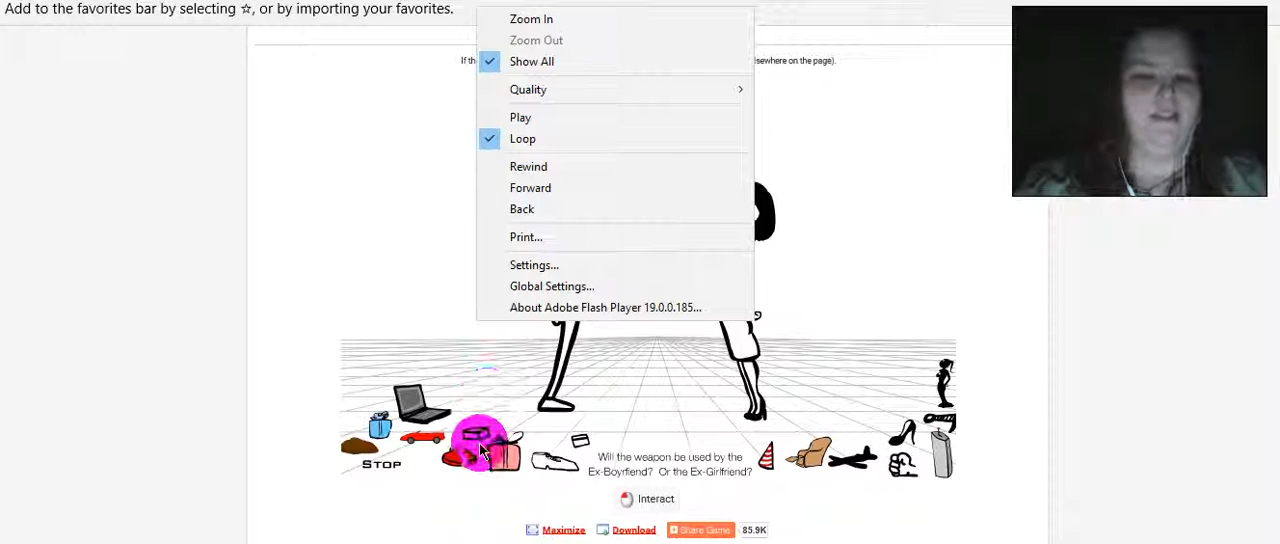 Add to the favorites bar by selecting ☆, or by importing your favorites.
Zoom In
Zoom Out
If th
Show All
lsewhere on the page).
Quality
Play
Loop
Rewind
Forward
Back
Print...
Settings...
Global Settings...
About Adobe Flash Player 19.0.0.185...
STOP
Will the weapon be used by the
Ex-Boyrfiend? Or the Ex-Girlfriend?
Interact
Maximize Download Share Game 85.9K